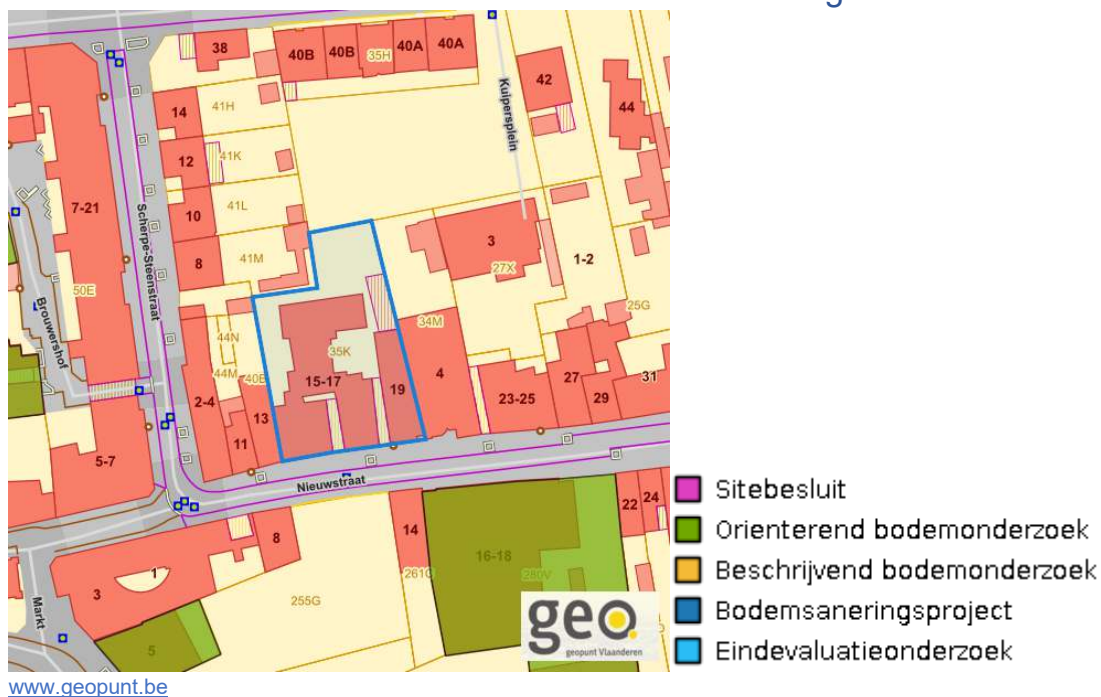 g
38
40B
40B
35H
40A
40A
Kuipersplein
42
44
14
41H
12
41K
7-21
Scherpe-Steenstraat
10
41L
8
41M
3
27X
1-2
50E
25G
Brouwershof
44N
34M
35K
44M
40B
15-17
19
4
2-4
13
11
23-25
27
29
31
5-7
Nieuwstraat
22
24
8
14
16-18
1
3
261C
280V
255G
Markt
5
geo
geopunt Vlaanderen
Sitebesluit
Orienterend bodemonderzoek
Beschrijvend bodemonderzoek
Bodemsaneringsproject
Eindevaluatieonderzoek
www.geopunt.be